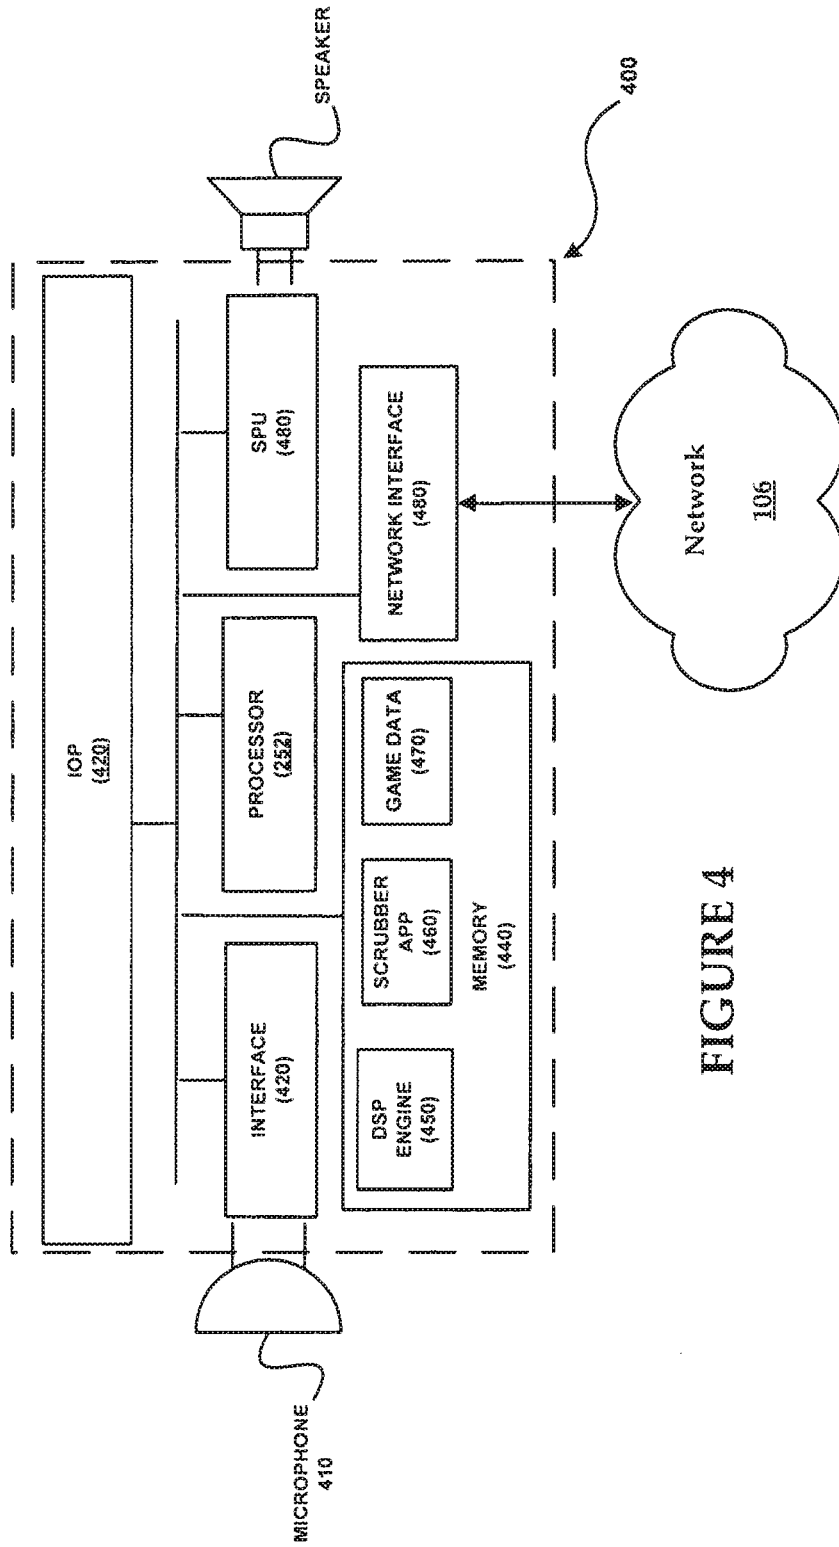 IOP
(420)
MICROPHONE
410
INTERFACE
(420)
PROCESSOR
(252)
SPU
(480)
SPEAKER
DSP
ENGINE
(450)
SCRUBBER
APP
(460)
GAME DATA
(470)
MEMORY
(440)
NETWORK INTERFACE
(480)
400
Network
106
FIGURE 4